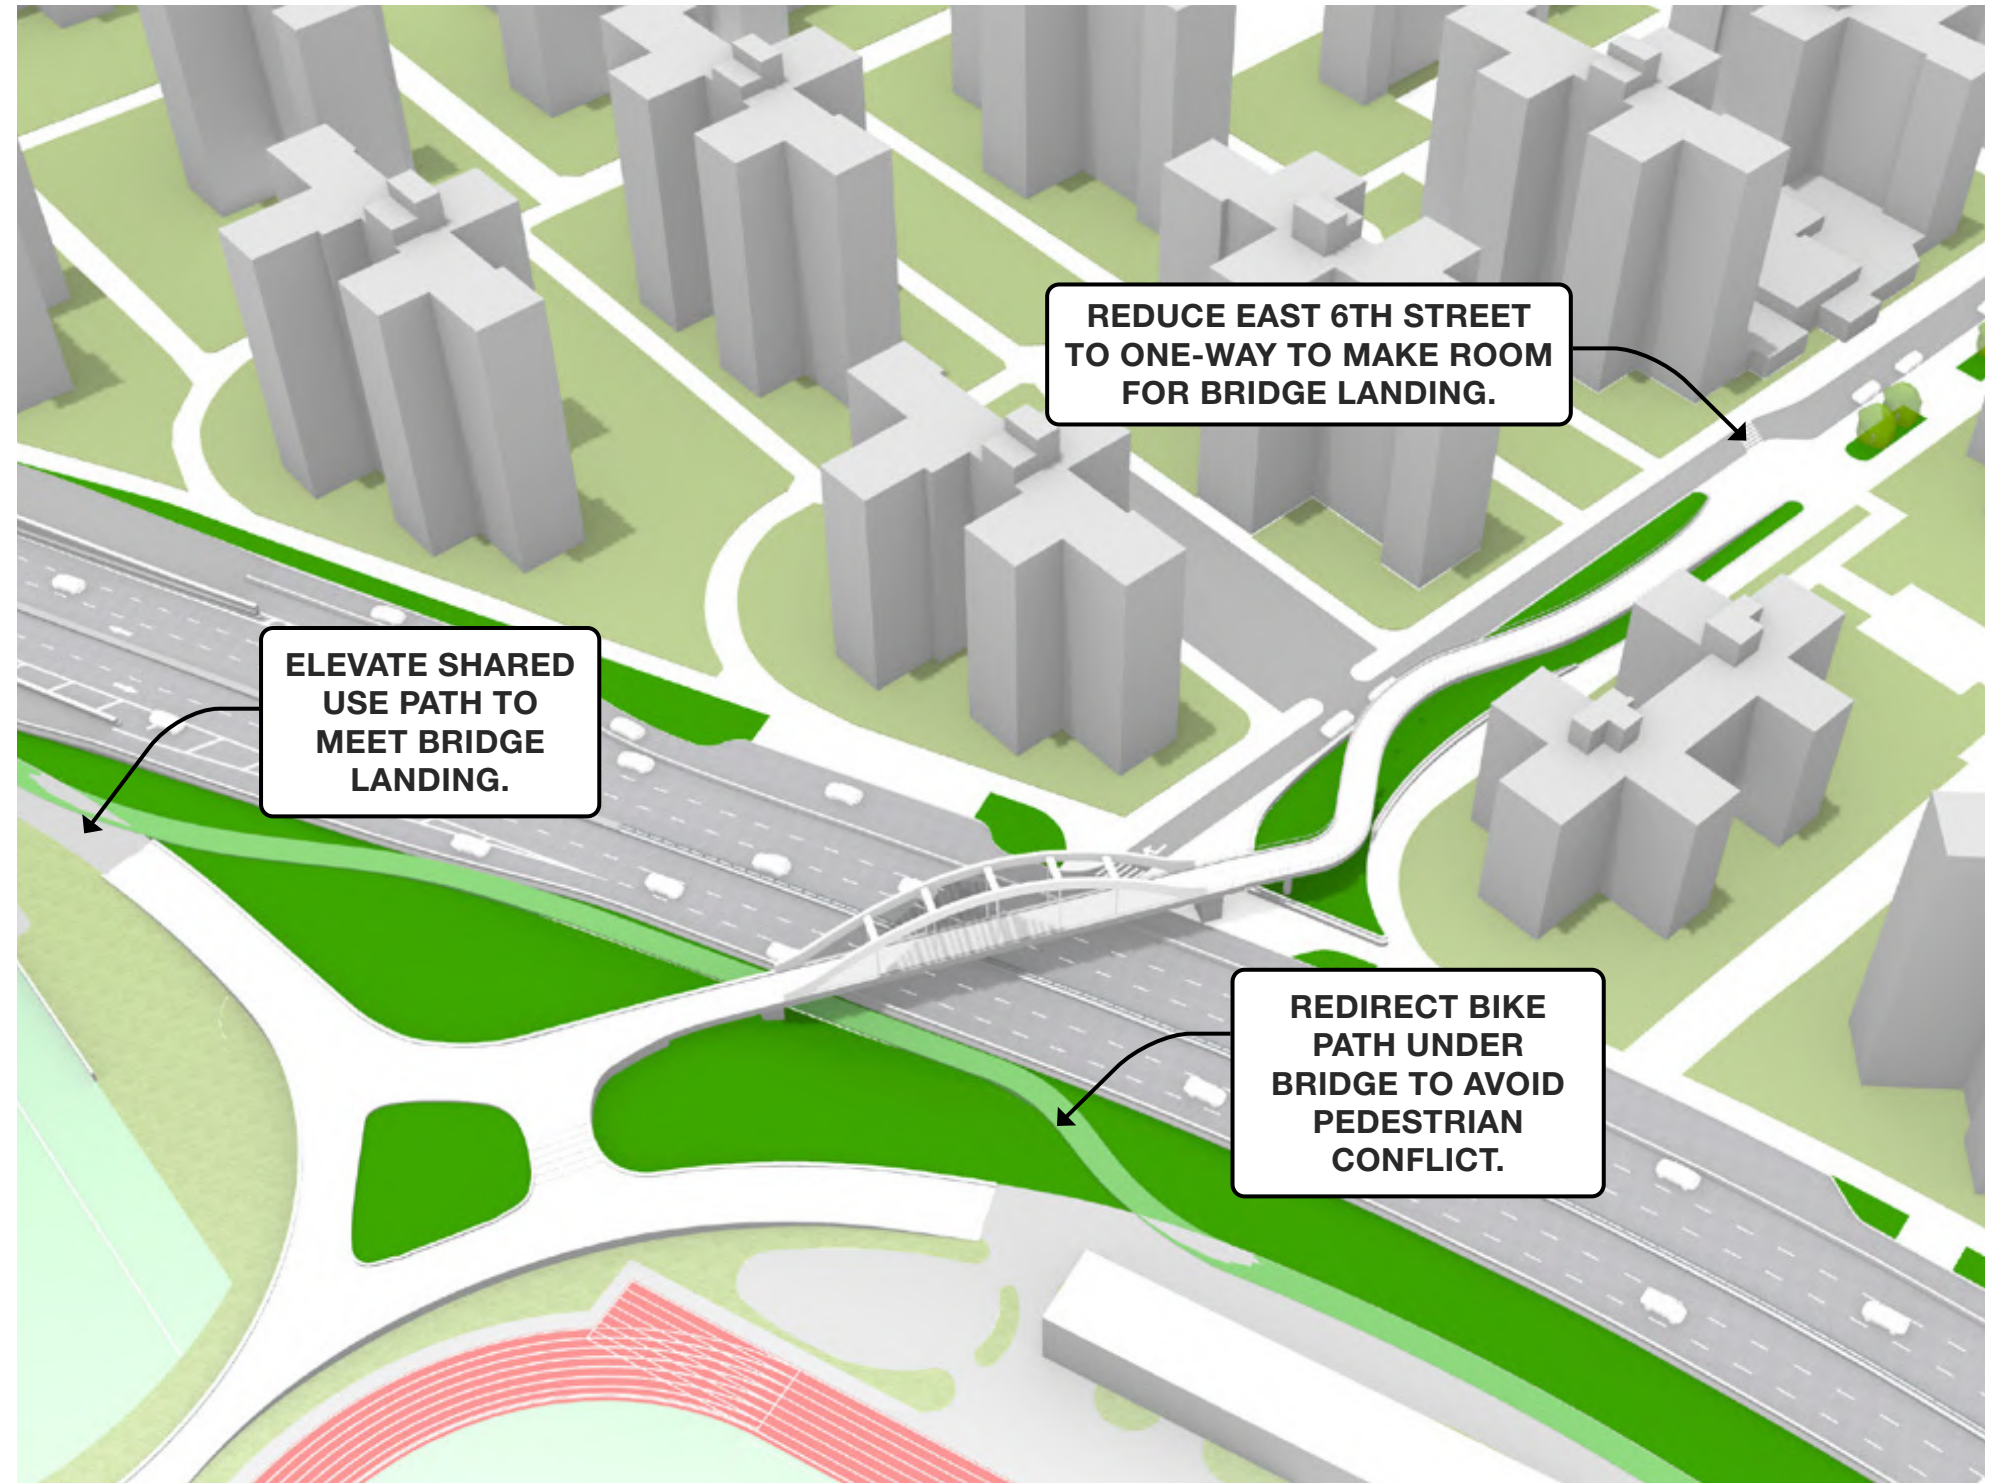 REDUCE EAST 6TH STREET
TO ONE-WAY TO MAKE ROOM
FOR BRIDGE LANDING.
ELEVATE SHARED
USE PATH TO
MEET BRIDGE
LANDING.
REDIRECT BIKE
PATH UNDER
BRIDGE TO AVOID
PEDESTRIAN
CONFLICT.